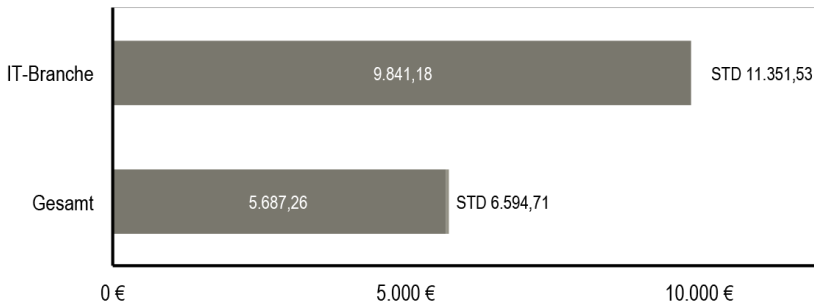 IT-Branche 9.841,18 STD 11.351,53
Gesamt 5.687,26 STD 6.594,71
0 € 5.000 € 10.000 €